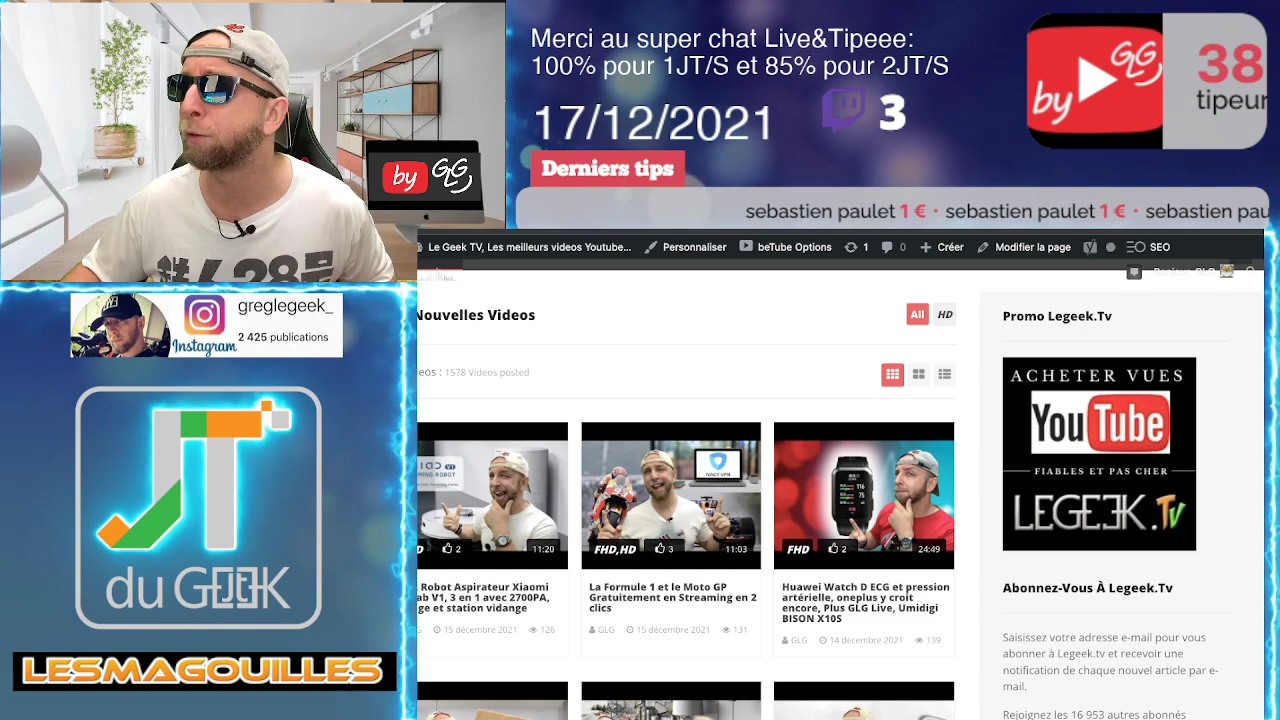 Merci au super chat Live&Tipeee:
100% pour 1JT/S et 85% pour 2JT/S
17/12/2021
3
by GLG
38
tipeur
Derniers tips
sebastien paulet 1 € · sebastien paulet 1 € · sebastien pau
by GLG
Le Geek TV, Les meilleurs videos Youtube... Personnaliser beTube Options 1 0 Créer Modifier la page SEO
greglegeek_
2 425 publications
Instagram
JT
du GEEK
LESMAGOUILLES
Nouvelles Videos
All HD
eos : 1578 Videos posted
2 11:20
FHD,HD 3 11:03
IVACY VPN
FHD 2 24:49
Robot Aspirateur Xiaomi
ab V1, 3 en 1 avec 2700PA,
ge et station vidange
15 décembre 2021 126
La Formule 1 et le Moto GP
Gratuitement en Streaming en 2
clics
GLG 15 décembre 2021 131
Huawei Watch D ECG et pression
artérielle, oneplus y croit
encore, Plus GLG Live, Umidigi
BISON X10S
GLG 14 décembre 2021 139
Promo Legeek.Tv
ACHETER VUES
YouTube
FIABLES ET PAS CHER
LEGEEK.Tv
Abonnez-Vous À Legeek.Tv
Saisissez votre adresse e-mail pour vous
abonner à Legeek.tv et recevoir une
notification de chaque nouvel article par e-
mail.
Rejoignez les 16 953 autres abonnés